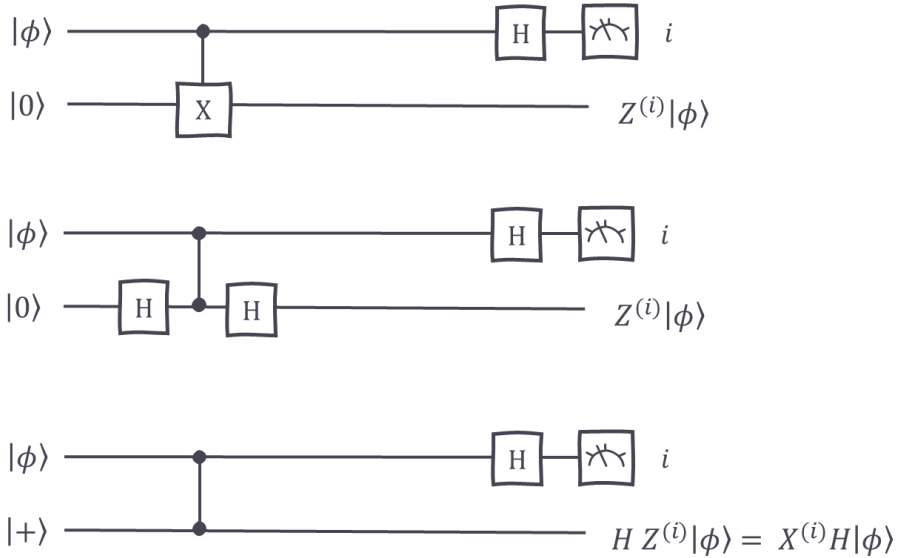 |ϕ⟩ H i
|0⟩ X Z⁽ⁱ⁾|ϕ⟩
|ϕ⟩ H i
|0⟩ H H Z⁽ⁱ⁾|ϕ⟩
|ϕ⟩ H i
|+⟩ H Z⁽ⁱ⁾|ϕ⟩ = X⁽ⁱ⁾H|ϕ⟩